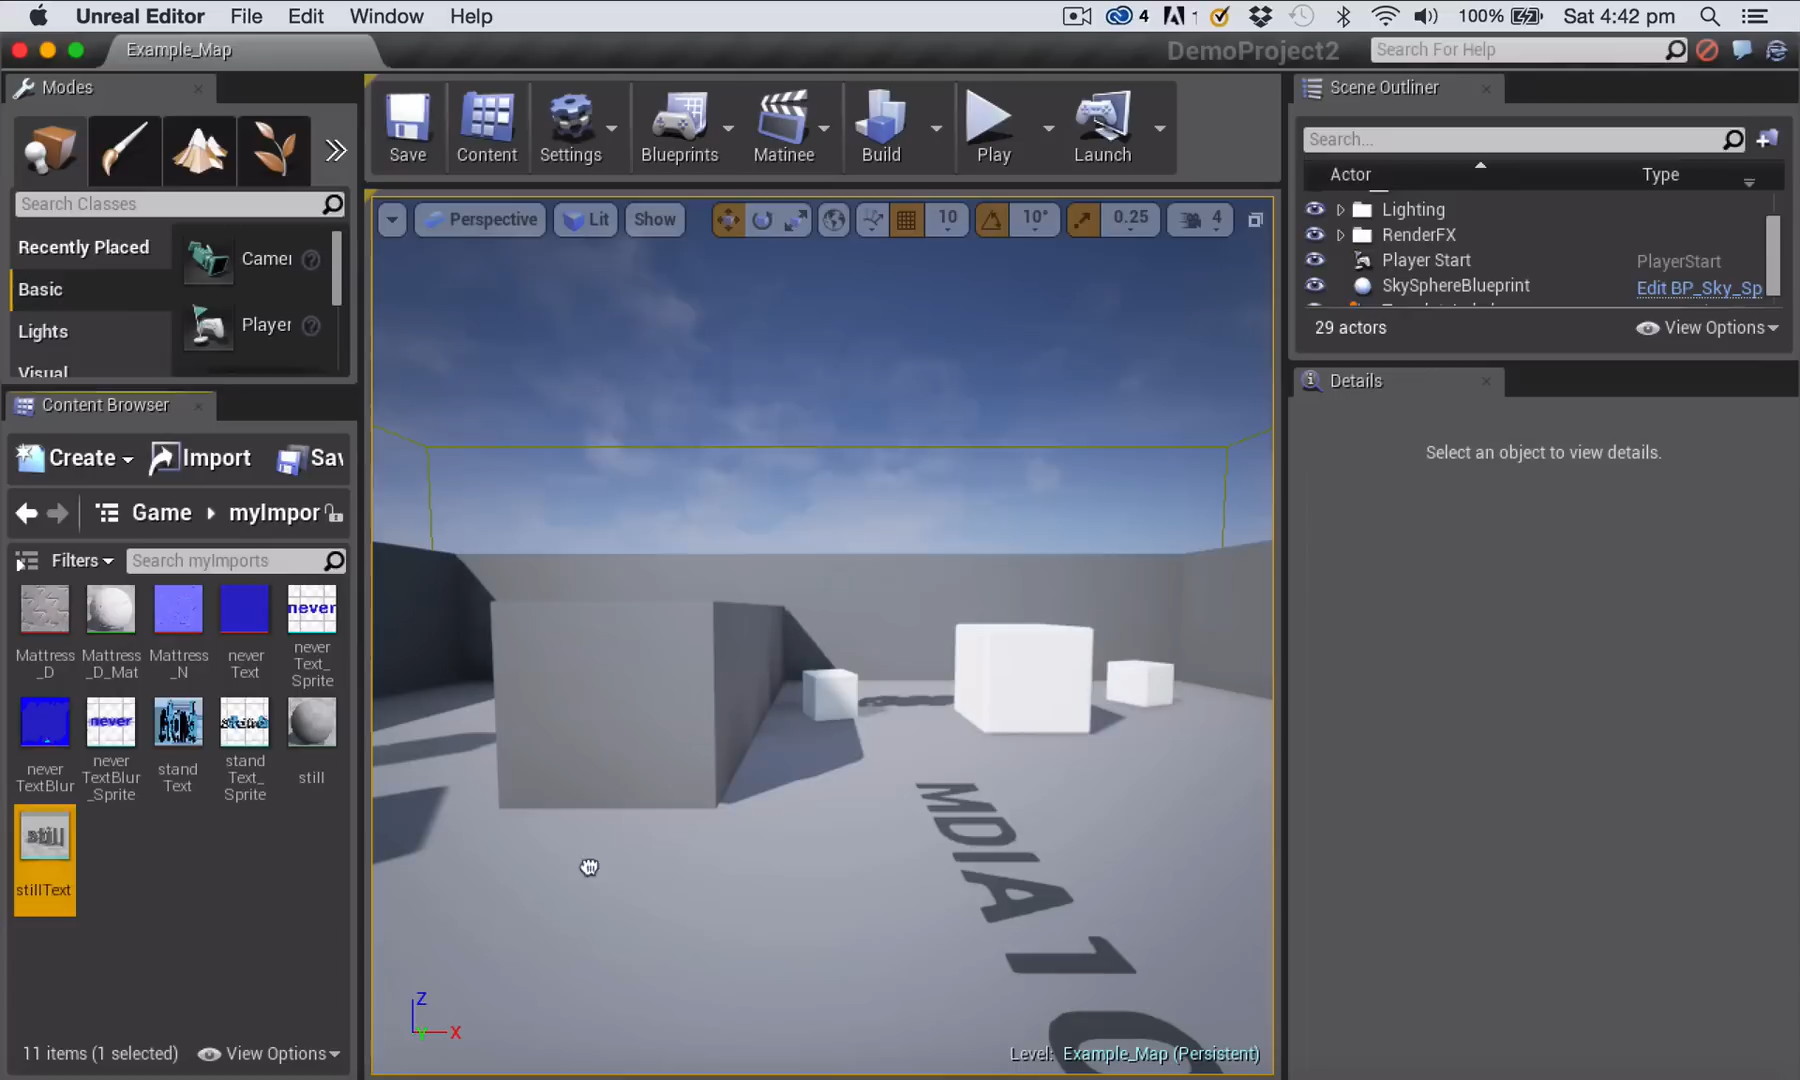 Unreal Editor File Edit Window Help 4 1 100% Sat 4:42 pm
Example_Map DemoProject2 Search For Help
Modes
Save Content Settings Blueprints Matinee Build Play Launch
Search Classes
Recently Placed
Basic
Lights
Visual
Camer
Player
Perspective Lit Show 10 10° 0.25 4
Scene Outliner
Search...
Actor Type
Lighting
RenderFX
Player Start PlayerStart
SkySphereBlueprint Edit BP_Sky_Sp
29 actors View Options
Details
Select an object to view details.
Content Browser
Create Import Sav
Game myImpor
Filters Search myImports
never
Mattress
_D
Mattress
_D_Mat
Mattress
_N
never
Text
never
Text_
Sprite
never
never
TextBlur
never
TextBlur
_Sprite
stand
Text
stand
Text_
Sprite
still
still
stillText
11 items (1 selected) View Options
MDIA 10
Z
Y
X
Level: Example_Map (Persistent)